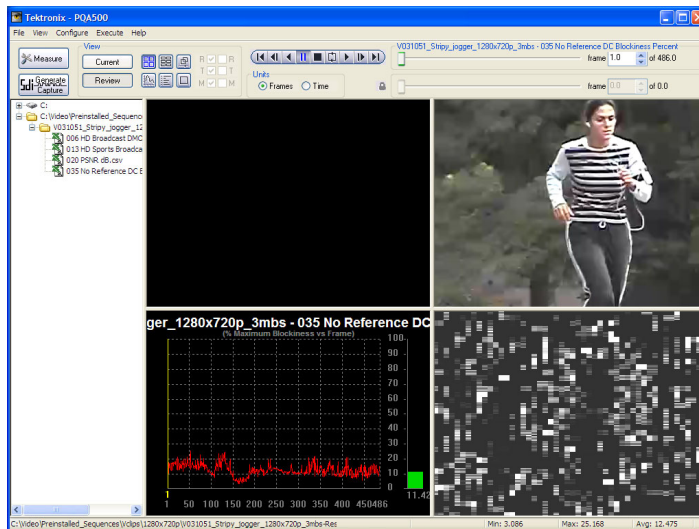 Tektronix - PQA500
File View Configure Execute Help
Measure
Generate
Capture
View
Current
Review
R R
T T
M M
Units
Frames Time
V031051_Stripy_jogger_1280x720p_3mbs - 035 No Reference DC Blockiness Percent
frame 1.0 of 486.0
frame 0.0 of 0.0
C:
C:\Video\Preinstalled_Sequenc
V031051_Stripy_jogger_12
006 HD Broadcast DMO
013 HD Sports Broadca
020 PSNR dB.csv
035 No Reference DC B
ger_1280x720p_3mbs - 035 No Reference DC
(% Maximum Blockiness vs Frame)
100
90
80
70
60
50
40
30
20
10
0
11.42
1
1 50 100 150 200 250 300 350 400 450486
C:\Video\Preinstalled_Sequences\Vclips\1280x720p\V031051_Stripy_jogger_1280x720p_3mbs-Res
Min: 3.086 Max: 25.168 Avg: 12.475